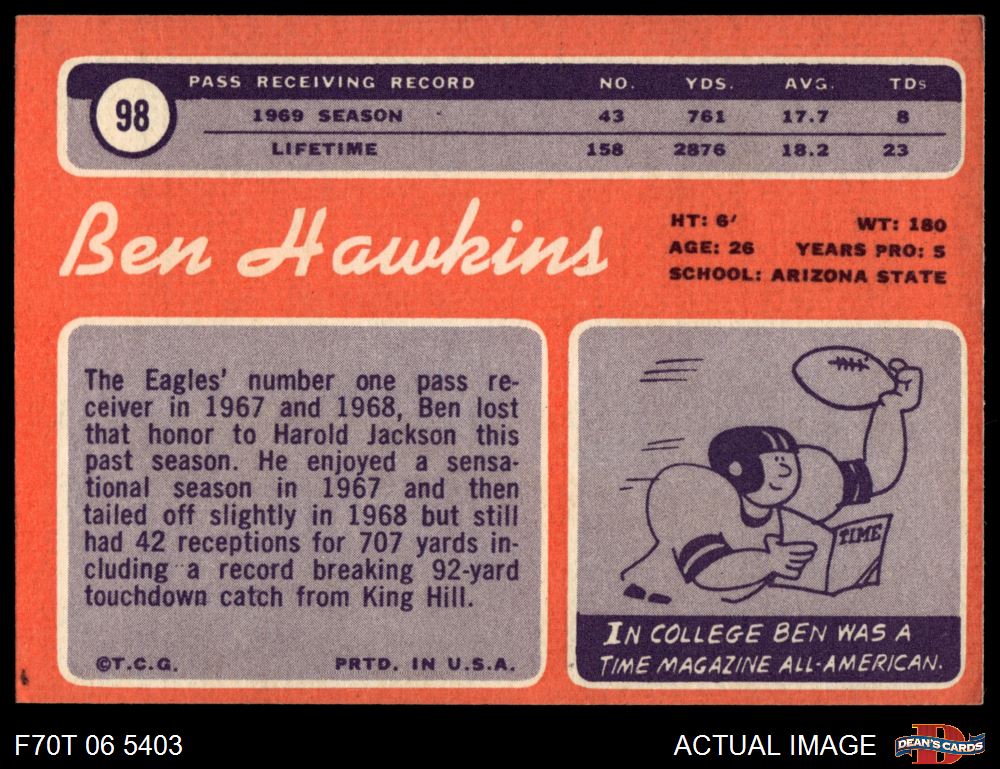 98
PASS RECEIVING RECORD NO. YDS. AVG. TDs
1969 SEASON 43 761 17.7 8
LIFETIME 158 2876 18.2 23
Ben Hawkins
HT: 6' WT: 180
AGE: 26 YEARS PRO: 5
SCHOOL: ARIZONA STATE
The Eagles' number one pass re-
ceiver in 1967 and 1968, Ben lost
that honor to Harold Jackson this
past season. He enjoyed a sensa-
tional season in 1967 and then
tailed off slightly in 1968 but still
had 42 receptions for 707 yards in-
cluding a record breaking 92-yard
touchdown catch from King Hill.
©T.C.G. PRTD. IN U.S.A.
TIME
IN COLLEGE BEN WAS A
TIME MAGAZINE ALL-AMERICAN.
F70T 06 5403
ACTUAL IMAGE
D
DEAN'S CARDS